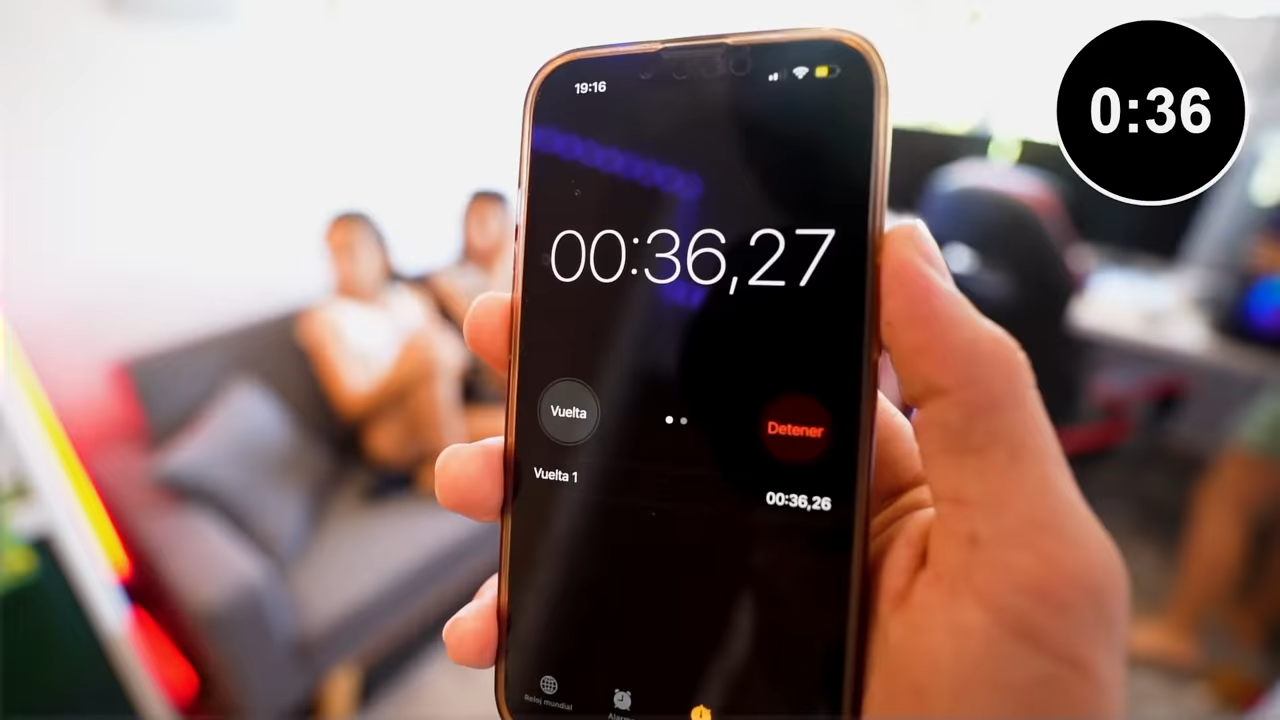 19:16
0:36
00:36,27
Vuelta
Detener
Vuelta 1
00:36,26
Reloj mundial